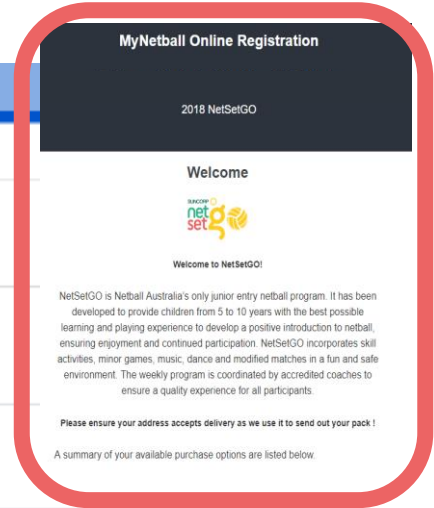 MyNetball Online Registration
2018 NetSetGO
Welcome
SUNCORP
net
set go
Welcome to NetSetGO!
NetSetGO is Netball Australia's only junior entry netball program. It has been
developed to provide children from 5 to 10 years with the best possible
learning and playing experience to develop a positive introduction to netball,
ensuring enjoyment and continued participation. NetSetGO incorporates skill
activities, minor games, music, dance and modified matches in a fun and safe
environment. The weekly program is coordinated by accredited coaches to
ensure a quality experience for all participants.
Please ensure your address accepts delivery as we use it to send out your pack !
A summary of your available purchase options are listed below.